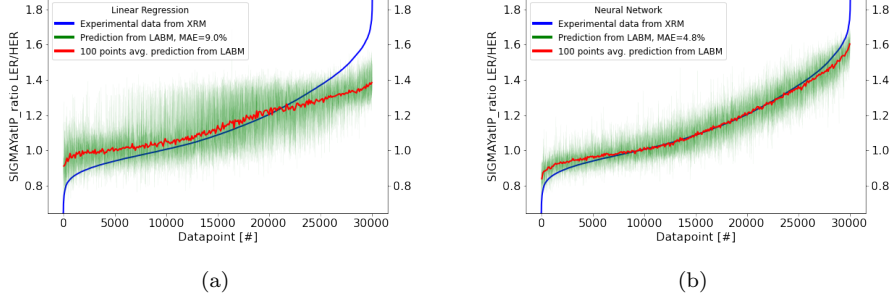 Linear Regression
Experimental data from XRM
Prediction from LABM, MAE=9.0%
100 points avg. prediction from LABM
SIGMAYatIP_ratio LER/HER
1.8
1.6
1.4
1.2
1.0
0.8
1.8
1.6
1.4
1.2
1.0
0.8
0
5000
10000
15000
20000
25000
30000
Datapoint [#]
(a)
Neural Network
Experimental data from XRM
Prediction from LABM, MAE=4.8%
100 points avg. prediction from LABM
SIGMAYatIP_ratio LER/HER
1.8
1.6
1.4
1.2
1.0
0.8
1.8
1.6
1.4
1.2
1.0
0.8
0
5000
10000
15000
20000
25000
30000
Datapoint [#]
(b)